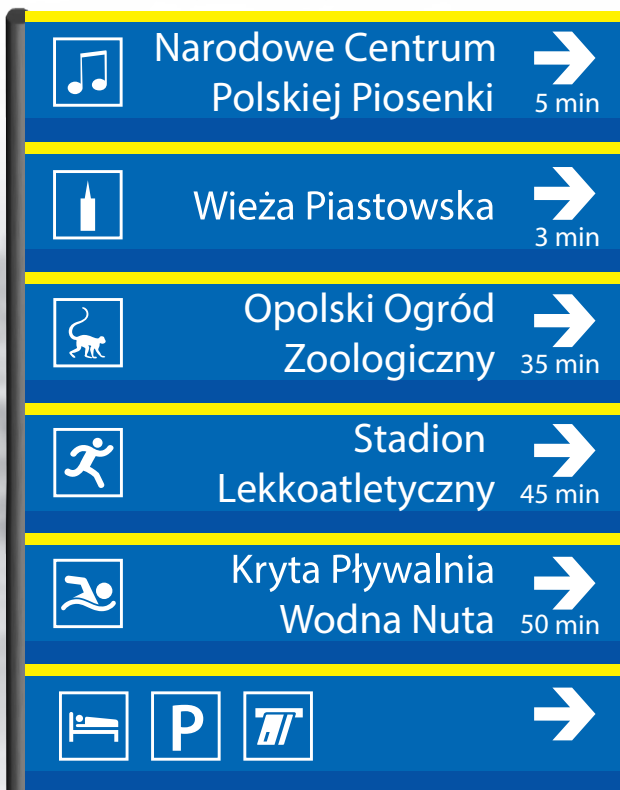 Narodowe Centrum
Polskiej Piosenki
5 min
Wieża Piastowska
3 min
Opolski Ogród
Zoologiczny
35 min
Stadion
Lekkoatletyczny
45 min
Kryta Pływalnia
Wodna Nuta
50 min
P